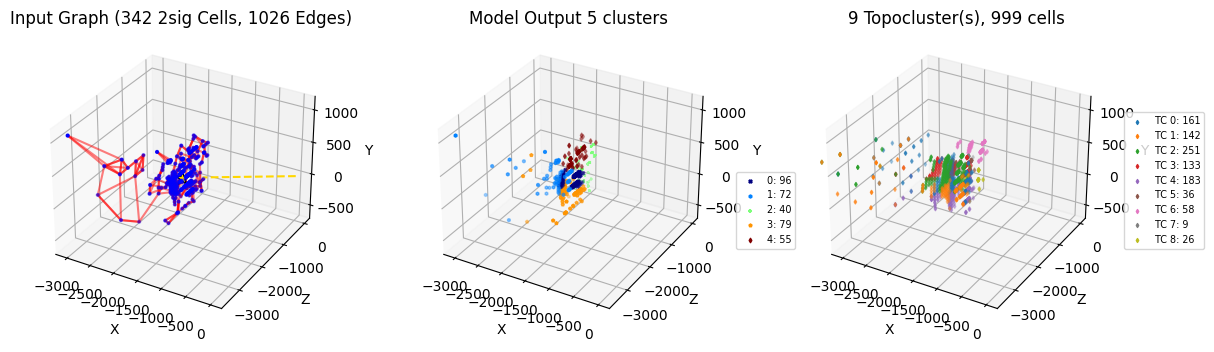 Input Graph (342 2sig Cells, 1026 Edges)
1000
500
0
−500
Y
0
−1000
−2000
−3000
Z
−3000
−2500
−2000
−1500
−1000
−500
0
X
Model Output 5 clusters
1000
500
0
−500
Y
0
−1000
−2000
−3000
Z
−3000
−2500
−2000
−1500
−1000
−500
0
X
0: 96
1: 72
2: 40
3: 79
4: 55
9 Topocluster(s), 999 cells
1000
500
0
−500
Y
0
−1000
−2000
−3000
Z
−3000
−2500
−2000
−1500
−1000
−500
0
X
TC 0: 161
TC 1: 142
TC 2: 251
TC 3: 133
TC 4: 183
TC 5: 36
TC 6: 58
TC 7: 9
TC 8: 26